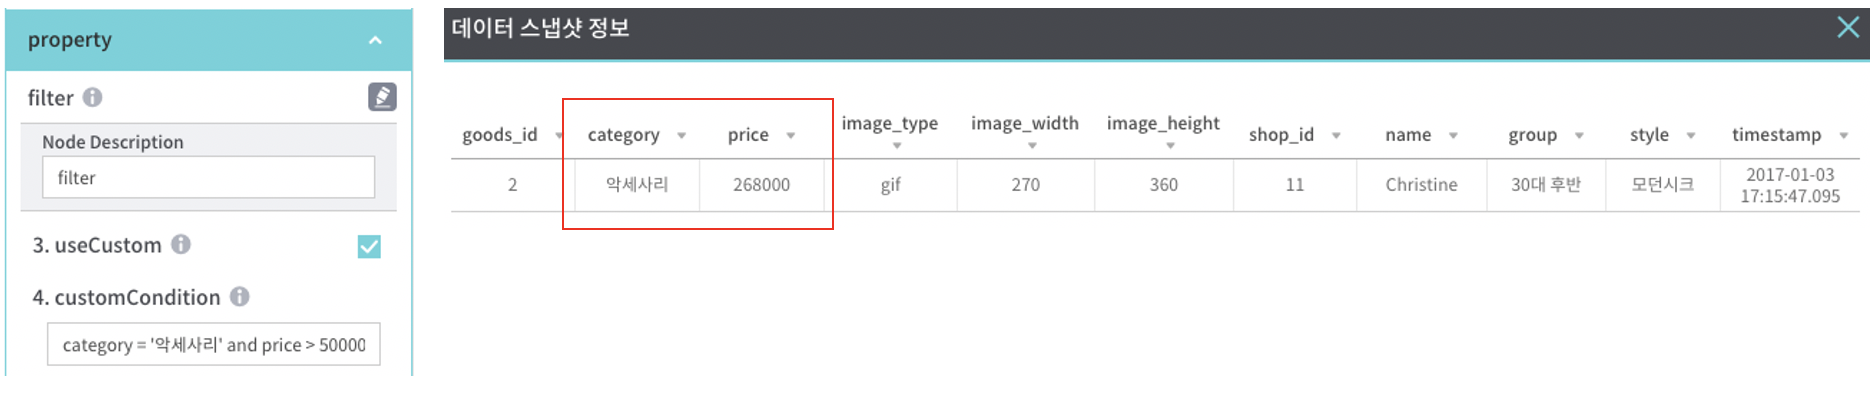 property
filter
Node Description
filter
3. useCustom
4. customCondition
category = '악세사리' and price > 50000
데이터 스냅샷 정보
goods_id category price image_type image_width image_height shop_id name group style timestamp
2 악세사리 268000 gif 270 360 11 Christine 30대 후반 모던시크 2017-01-03
17:15:47.095